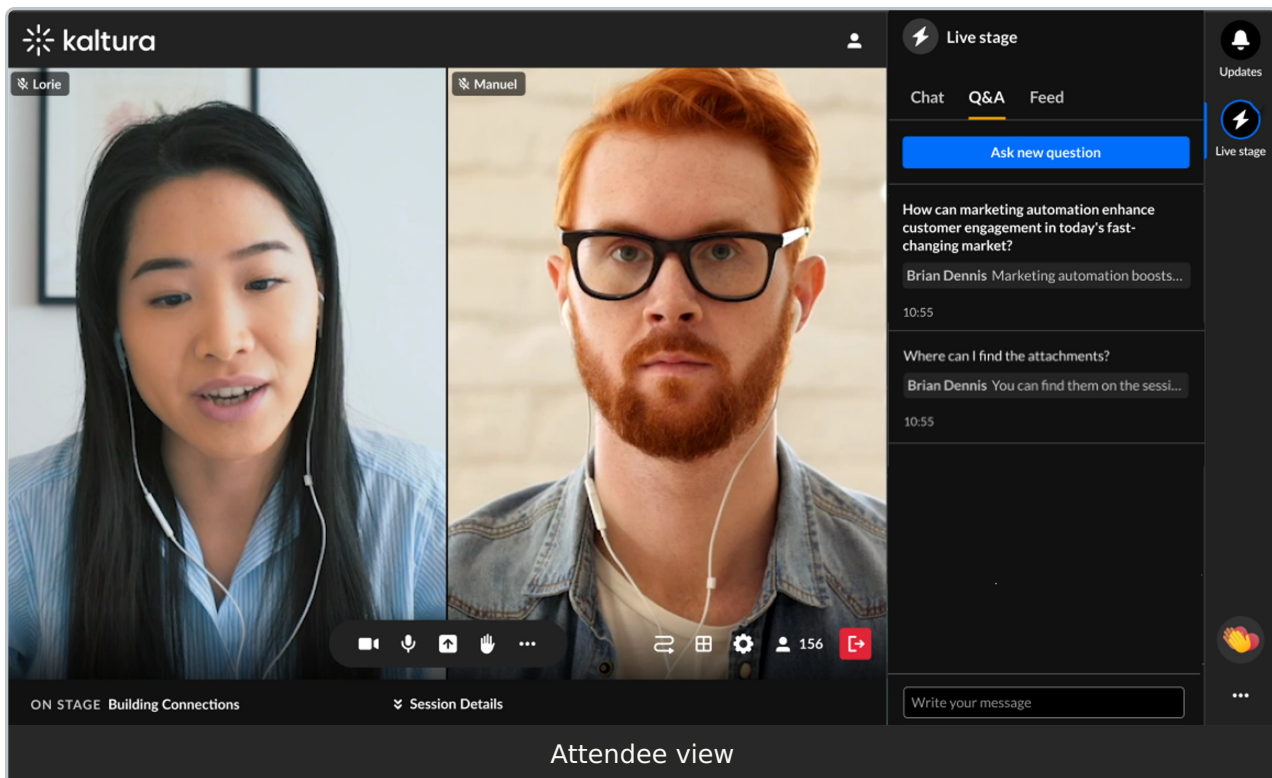 kaltura
Lorie
Manuel
156
ON STAGE Building Connections
Session Details
Live stage
Chat Q&A Feed
Ask new question
How can marketing automation enhance
customer engagement in today's fast-
changing market?
Brian Dennis Marketing automation boosts...
10:55
Where can I find the attachments?
Brian Dennis You can find them on the sessi...
10:55
Write your message
Updates
Live stage
Attendee view